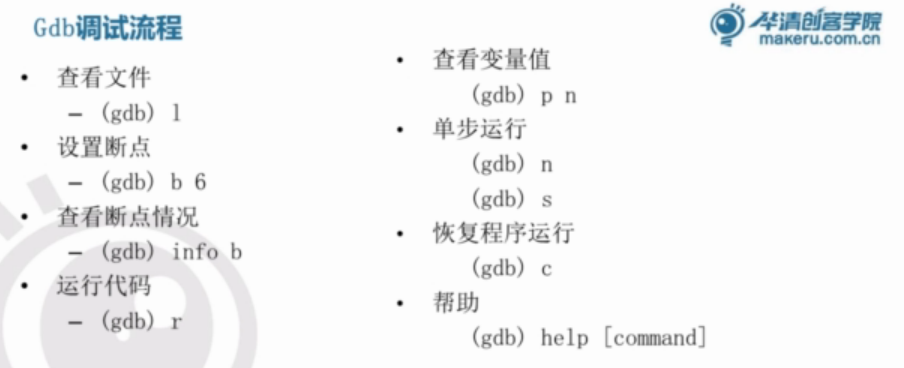 Gdb调试流程
华清创客学院
makeru.com.cn
• 查看文件
– (gdb) l
• 设置断点
– (gdb) b 6
• 查看断点情况
– (gdb) info b
• 运行代码
– (gdb) r
• 查看变量值
(gdb) p n
• 单步运行
(gdb) n
(gdb) s
• 恢复程序运行
(gdb) c
• 帮助
(gdb) help [command]